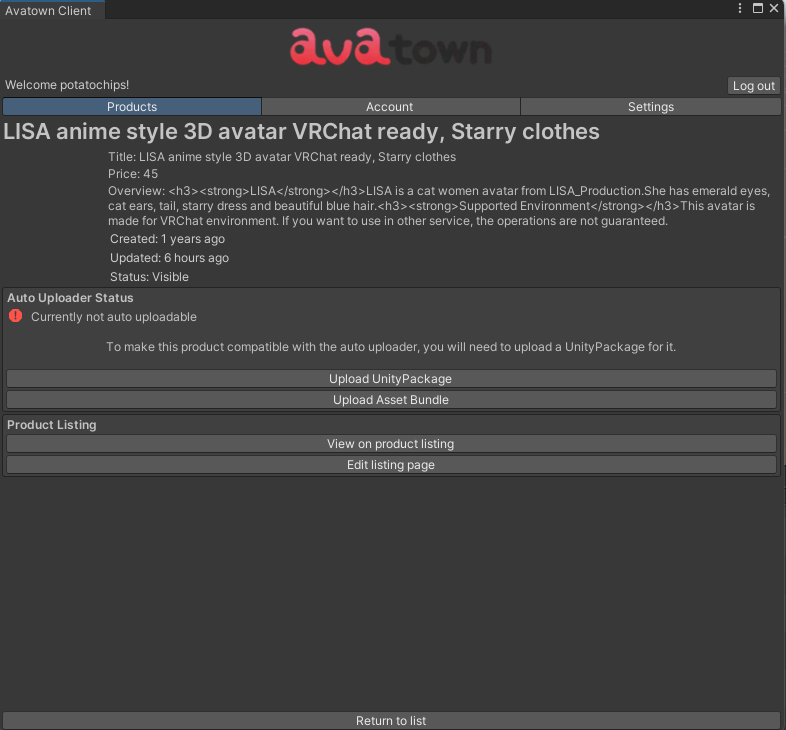 Avatown Client
avatown
Welcome potatochips!
Log out
Products
Account
Settings
LISA anime style 3D avatar VRChat ready, Starry clothes
Title: LISA anime style 3D avatar VRChat ready, Starry clothes
Price: 45
Overview: <h3><strong>LISA</strong></h3>LISA is a cat women avatar from LISA_Production.She has emerald eyes,
cat ears, tail, starry dress and beautiful blue hair.<h3><strong>Supported Environment</strong></h3>This avatar is
made for VRChat environment. If you want to use in other service, the operations are not guaranteed.
Created: 1 years ago
Updated: 6 hours ago
Status: Visible
Auto Uploader Status
Currently not auto uploadable
To make this product compatible with the auto uploader, you will need to upload a UnityPackage for it.
Upload UnityPackage
Upload Asset Bundle
Product Listing
View on product listing
Edit listing page
Return to list